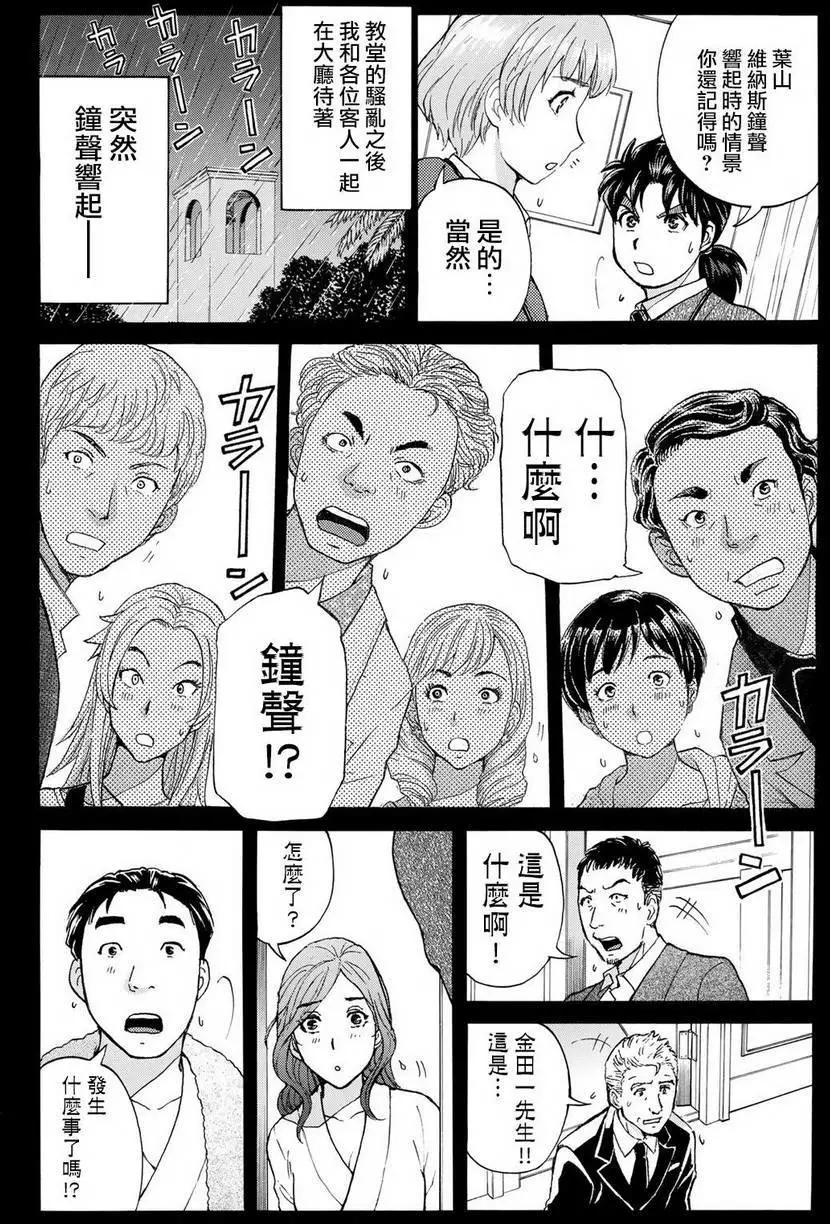 葉山
維納斯鐘聲
響起時的情景
你還記得嗎？
是的…
當然
教堂的騷亂之後
我和各位客人一起
在大廳待著
カラーン
カラーン
突然
鐘聲響起——
什…
什麼啊
カラーン
鐘聲!?
カラーン
這是
什麼啊！
金田一先生!!
這是…
怎麼了？
發生
什麼事了嗎!?